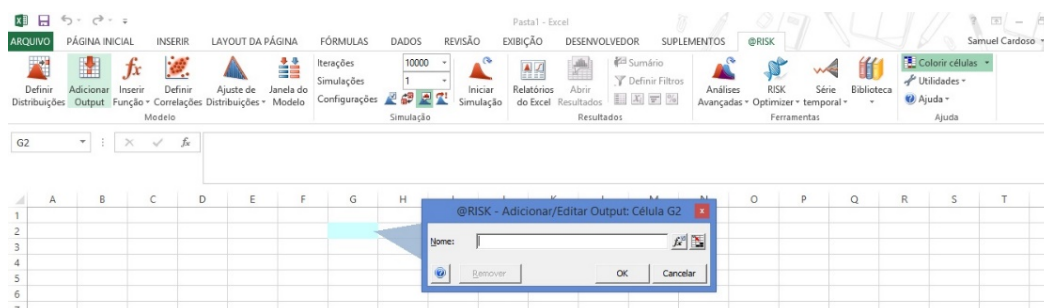 Pasta1 - Excel
ARQUIVO PÁGINA INICIAL INSERIR LAYOUT DA PÁGINA FÓRMULAS DADOS REVISÃO EXIBIÇÃO DESENVOLVEDOR SUPLEMENTOS @RISK Samuel Cardoso
Definir Distribuições
Adicionar Output
Inserir Função
Definir Correlações
Ajuste de Distribuições
Janela do Modelo
Modelo
Iterações 10000
Simulações 1
Configurações
Iniciar Simulação
Simulação
Relatórios do Excel
Abrir Resultados
Sumário
Definir Filtros
Resultados
Análises Avançadas
RISK Optimizer
Série temporal
Biblioteca
Ferramentas
Colorir células
Utilidades
Ajuda
Ajuda
G2 fx
A B C D E F G H N O P Q R S T
1
2
3
4
5
6
@RISK - Adicionar/Editar Output: Célula G2
Nome:
Remover OK Cancelar